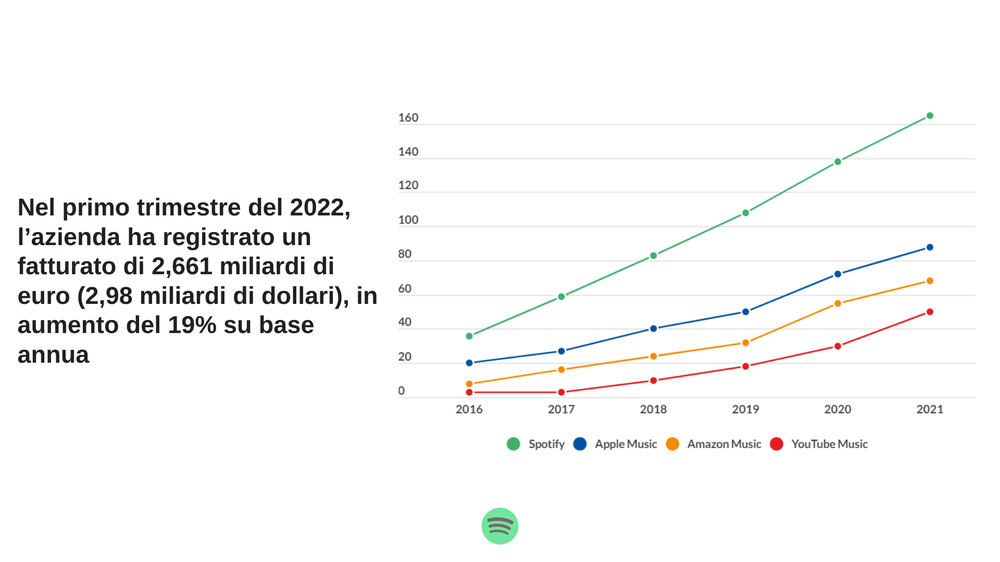 Nel primo trimestre del 2022,
l’azienda ha registrato un
fatturato di 2,661 miliardi di
euro (2,98 miliardi di dollari), in
aumento del 19% su base
annua
160
140
120
100
80
60
40
20
0
2016 2017 2018 2019 2020 2021
Spotify Apple Music Amazon Music YouTube Music